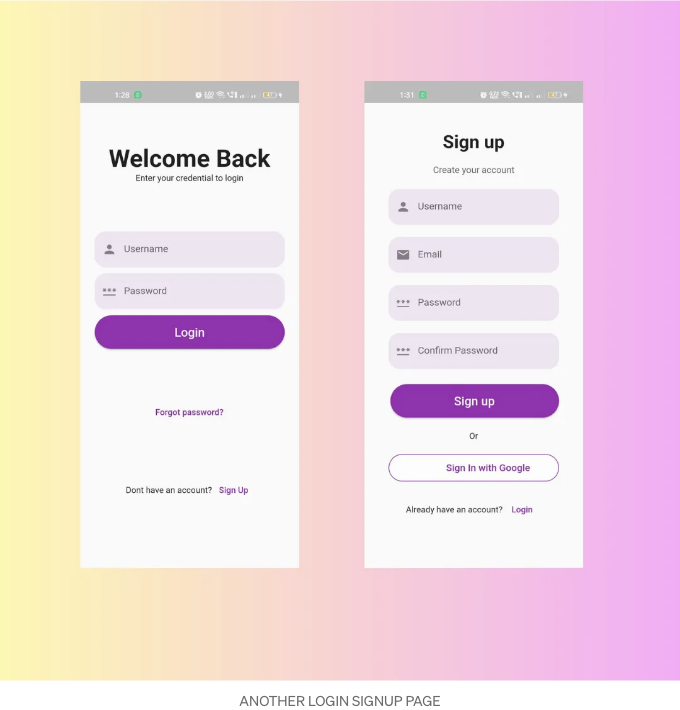 1:28
Welcome Back
Enter your credential to login
Username
Password
Login
Forgot password?
Dont have an account? Sign Up
1:31
Sign up
Create your account
Username
Email
Password
Confirm Password
Sign up
Or
Sign In with Google
Already have an account? Login
ANOTHER LOGIN SIGNUP PAGE